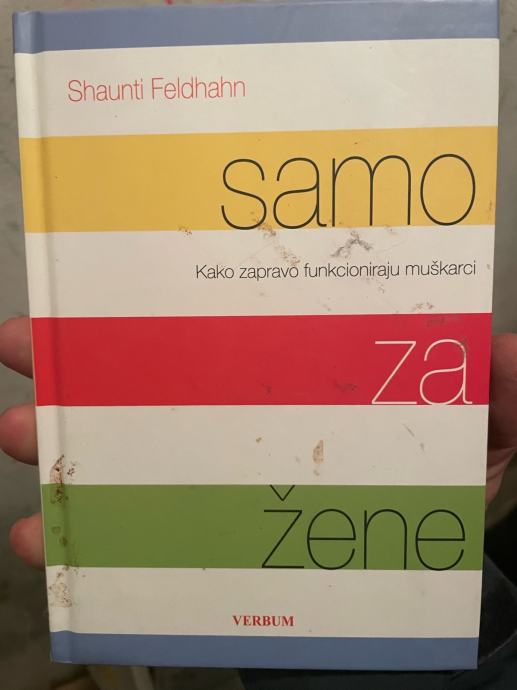 Shaunti Feldhahn
samo
Kako zapravo funkcioniraju muškarci
za
žene
VERBUM